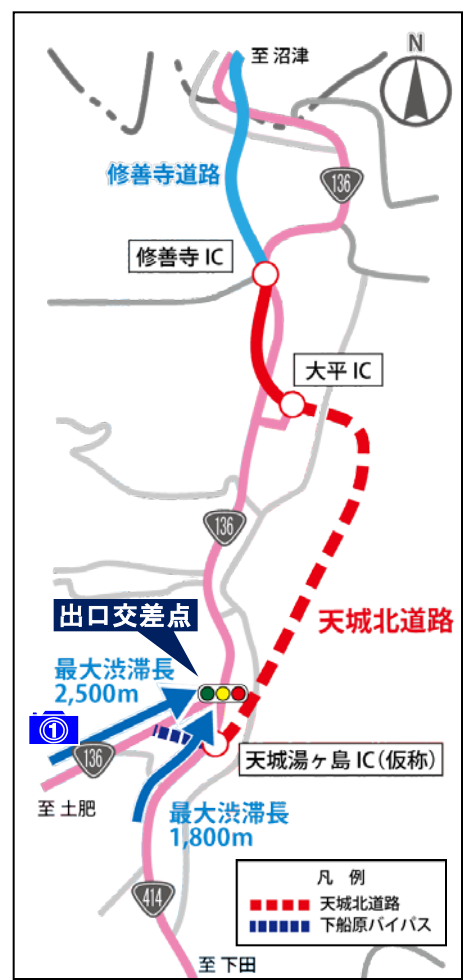 至 沼津
N
修善寺道路
136
修善寺 IC
大平 IC
136
天城北道路
出口交差点
最大渋滞長
2,500m
①
136
天城湯ヶ島 IC(仮称)
至 土肥
最大渋滞長
1,800m
凡 例
天城北道路
下船原バイパス
414
至 下田